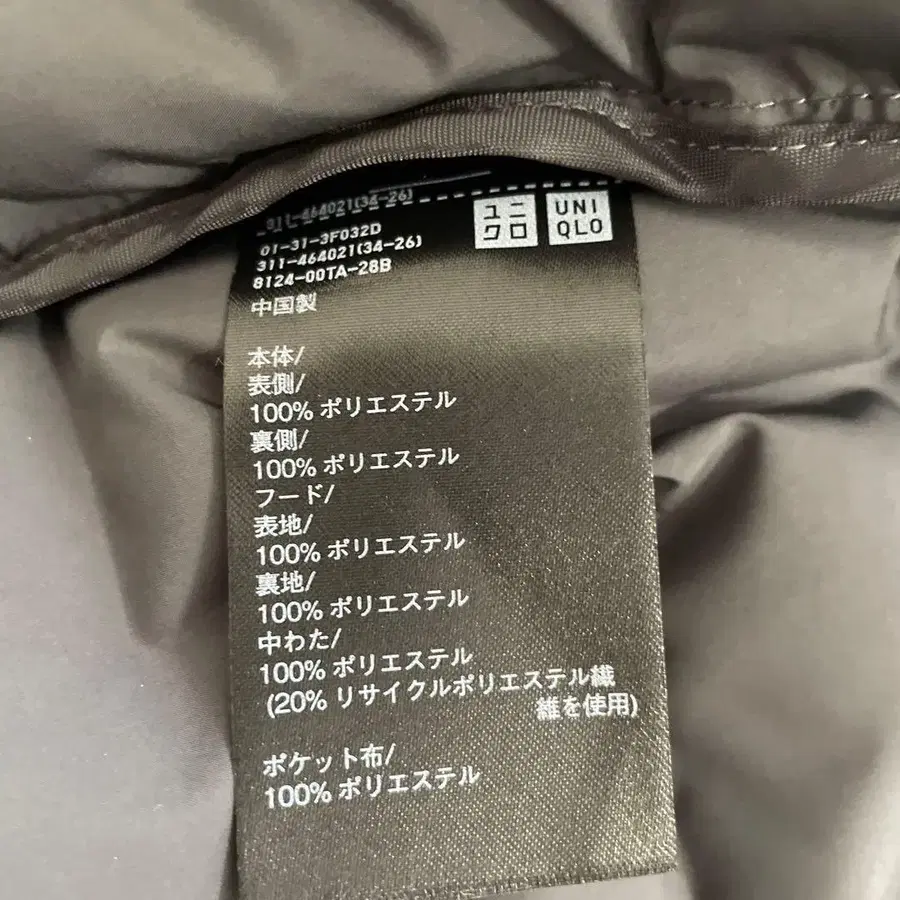 311-464021(34-26)
01-31-3F032D
311-464021(34-26)
8124-00TA-28B
ユニ
クロ
UNI
QLO
中国製
本体/
表側/
100% ポリエステル
裏側/
100% ポリエステル
フード/
表地/
100% ポリエステル
裏地/
100% ポリエステル
中わた/
100% ポリエステル
(20% リサイクルポリエステル繊
維を使用)
ポケット布/
100% ポリエステル